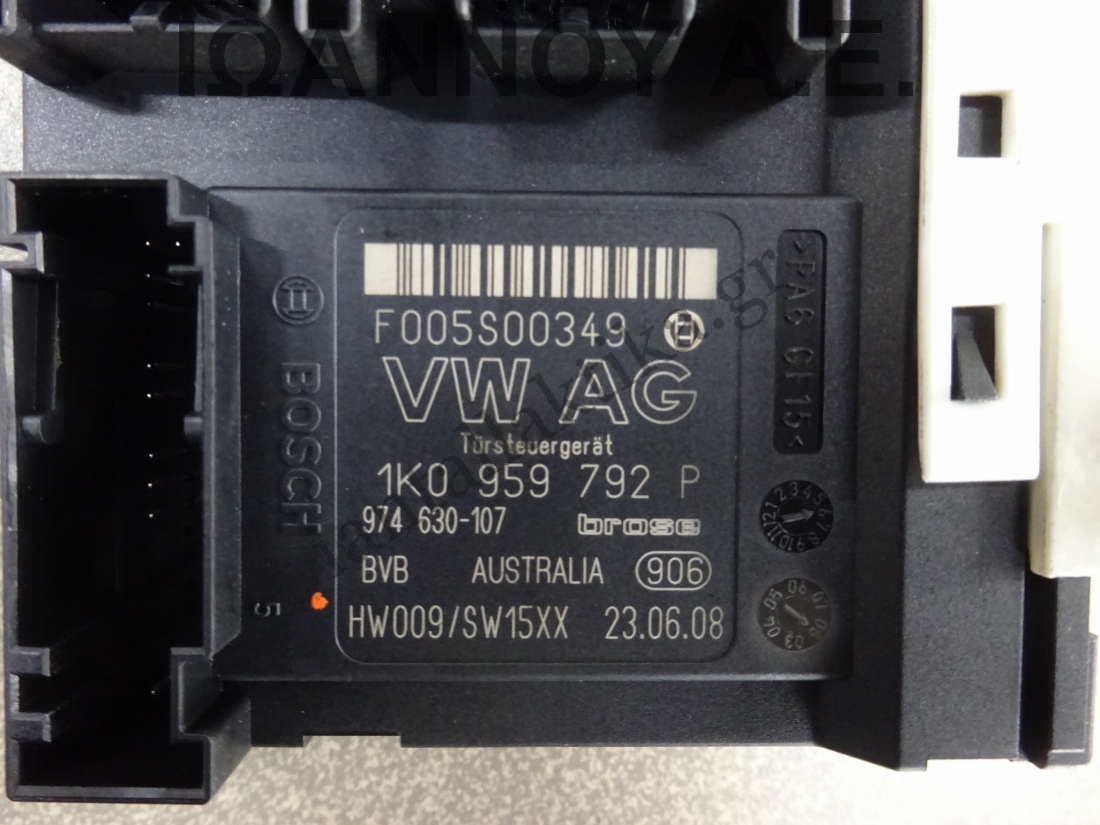 ΙΩΑΝΝΟΥ Α.Ε.
F005S00349
VW AG
Türsteuergerät
1K0 959 792 P
974 630-107 brose
BVB AUSTRALIA 906
HW009/SW15XX 23.06.08
BOSCH
5